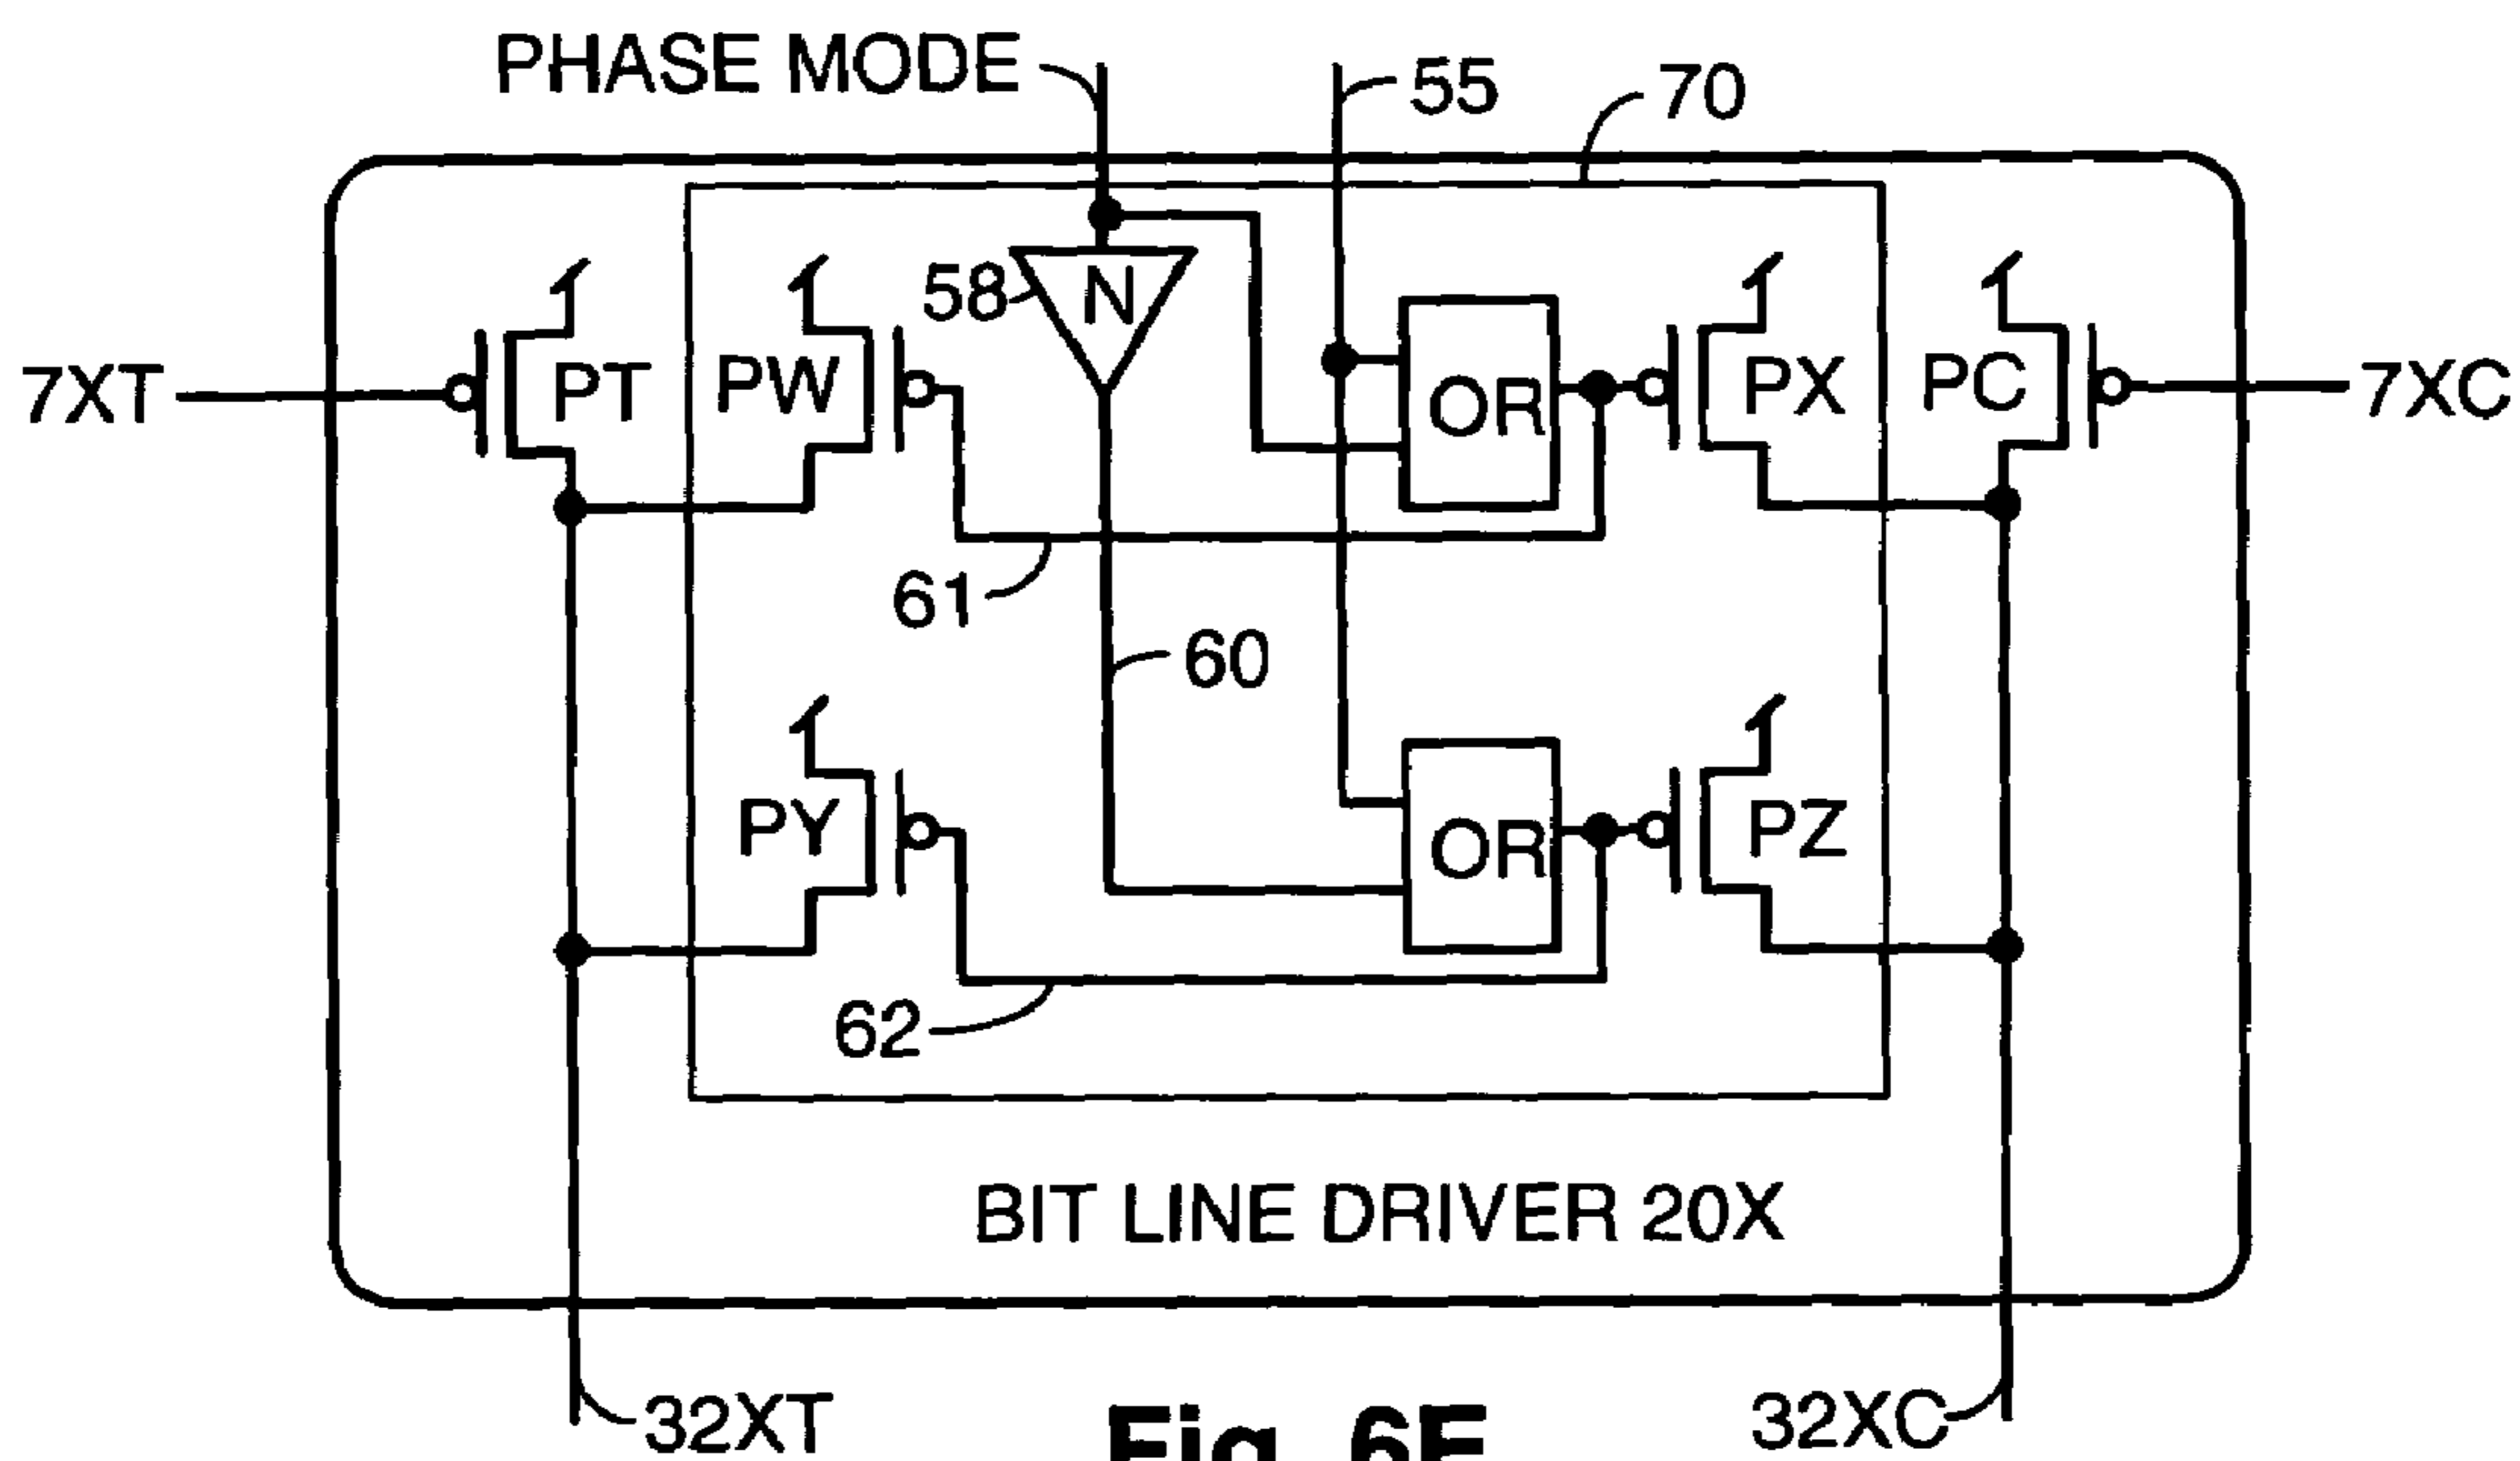 PHASE MODE
55
70
58
N
7XT
PT
PW
OR
PX
PC
7XC
61
60
PY
OR
PZ
62
BIT LINE DRIVER 20X
32XT
32XC